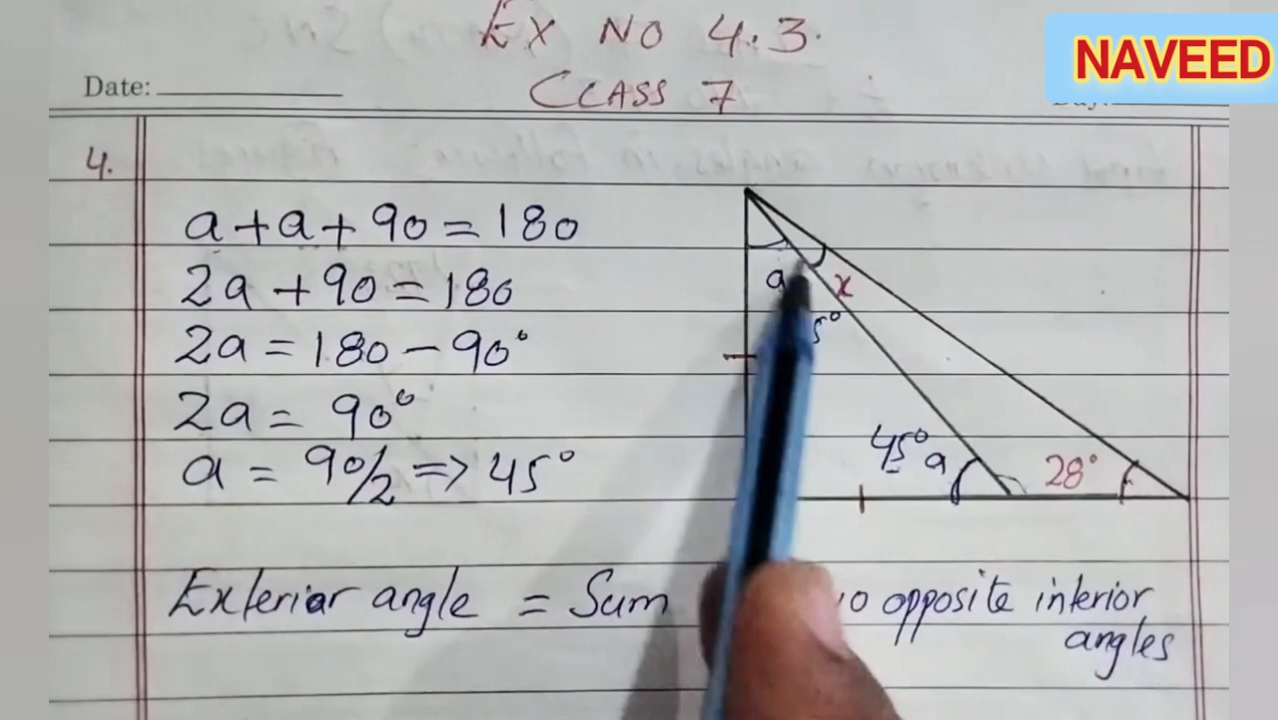 Ex No 4.3.
NAVEED
Date:
Class 7
4.
a + a + 90 = 180
2a + 90 = 180
2a = 180 - 90°
2a = 90°
a = 90/2 => 45°
a
x
5°
45° a
28°
Exterior angle = Sum opposite interior
angles